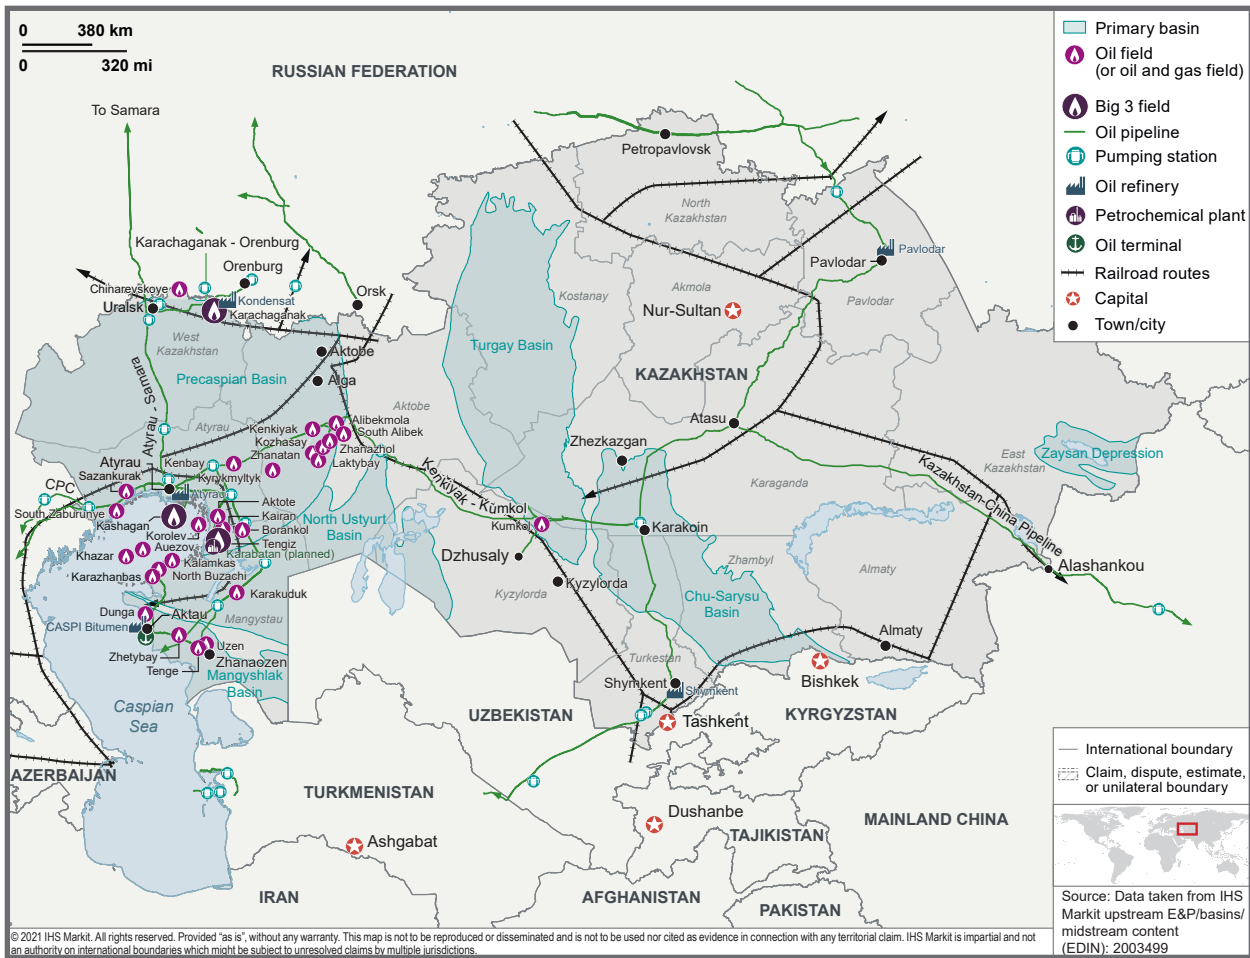 0 380 km
0 320 mi
RUSSIAN FEDERATION
To Samara
Petropavlovsk
North
Kazakhstan
Karachaganak - Orenburg
Orenburg
Chinarevskoye
Kondensat
Uralsk
Karachaganak
Orsk
Pavlodar
Pavlodar
Kostanay
Akmola
Nur-Sultan
Pavlodar
West
Kazakhstan
Aktobe
Turgay Basin
Precaspian Basin
Alga
KAZAKHSTAN
Atyrau - Samara
Aktobe
Atyrau
Alibekmola
Kenkiyak
South Alibek
Kozhasay
Zhanazhol
Zhanatan
Laktybay
Atasu
Zhezkazgan
East
Kazakhstan
Zaysan Depression
Atyrau
Kenbay
Sazankurak
Kyrykmyltyk
Kenkiyak - Kumkol
Karaganda
Kazakhstan-China Pipeline
CPC
Atyrau
Aktote
South Zaburunye
Kairan
Kashagan
Borankol
North Ustyurt
Basin
Kumkol
Karakoin
Korolev
Tengiz
Auezov
Karabatan (planned)
Khazar
Kalamkas
Dzhusaly
Zhambyl
Almaty
Alashankou
Karazhanbas
North Buzachi
Kyzylorda
Karakuduk
Kyzylorda
Chu-Sarysu
Basin
Dunga
Aktau
Mangystau
CASPI Bitumen
Almaty
Uzen
Zhetybay
Zhanaozen
Turkestan
Tenge
Mangyshlak
Basin
Shymkent
Shymkent
Bishkek
Caspian
Sea
UZBEKISTAN
Tashkent
KYRGYZSTAN
AZERBAIJAN
TURKMENISTAN
Dushanbe
MAINLAND CHINA
TAJIKISTAN
Ashgabat
IRAN
AFGHANISTAN
PAKISTAN
Primary basin
Oil field
(or oil and gas field)
Big 3 field
Oil pipeline
Pumping station
Oil refinery
Petrochemical plant
Oil terminal
Railroad routes
Capital
Town/city
International boundary
Claim, dispute, estimate,
or unilateral boundary
Source: Data taken from IHS
Markit upstream E&P/basins/
midstream content
(EDIN): 2003499
© 2021 IHS Markit. All rights reserved. Provided "as is", without any warranty. This map is not to be reproduced or disseminated and is not to be used nor cited as evidence in connection with any territorial claim. IHS Markit is impartial and not
an authority on international boundaries which might be subject to unresolved claims by multiple jurisdictions.